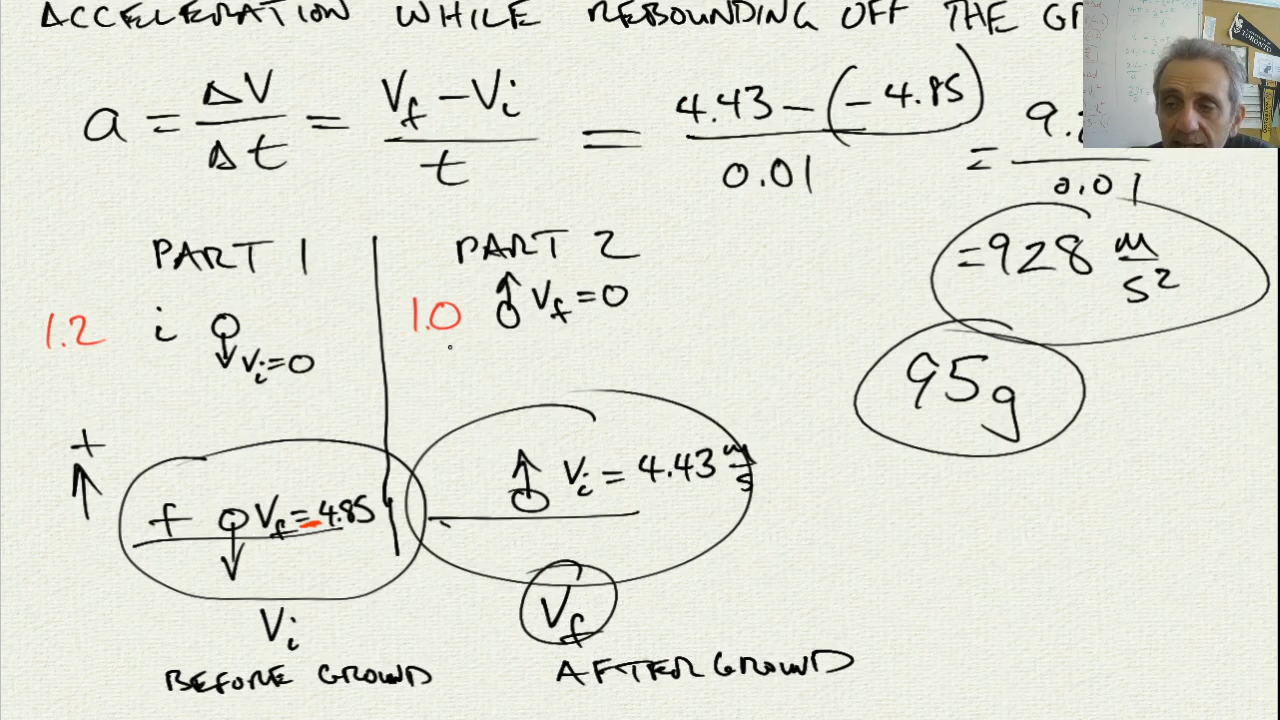 ACCELERATION WHILE REBOUNDING OFF THE
a = ΔV/Δt = (Vf - Vi)/t = (4.43 - (-4.85))/0.01 = 9./0.01
= 928 m/s²
95g
PART 1
1.2 i Vi=0
+
f Vf = -4.85
Vi
BEFORE GROUND
PART 2
1.0 Vf = 0
Vi = 4.43 m/s
Vf
AFTER GROUND
TORONTO